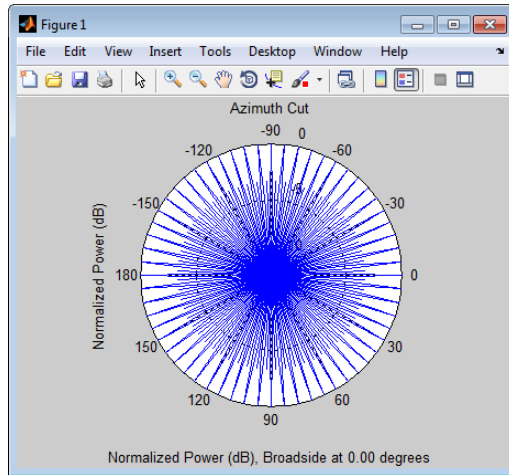 Figure 1
File Edit View Insert Tools Desktop Window Help
Azimuth Cut
-90 0
-120 -60
-150 -30
180 0
150 30
120 60
90
Normalized Power (dB)
Normalized Power (dB), Broadside at 0.00 degrees